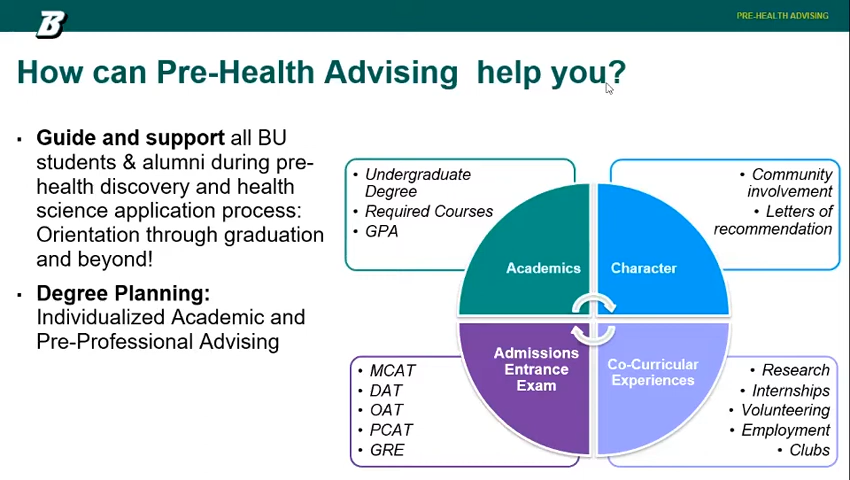 B
PRE-HEALTH ADVISING
How can Pre-Health Advising help you?
▪ Guide and support all BU
students & alumni during pre-
health discovery and health
science application process:
Orientation through graduation
and beyond!
▪ Degree Planning:
Individualized Academic and
Pre-Professional Advising
• Undergraduate
Degree
• Required Courses
• GPA
• Community
involvement
• Letters of
recommendation
Academics
Character
Admissions
Entrance
Exam
Co-Curricular
Experiences
• MCAT
• DAT
• OAT
• PCAT
• GRE
• Research
• Internships
• Volunteering
• Employment
• Clubs